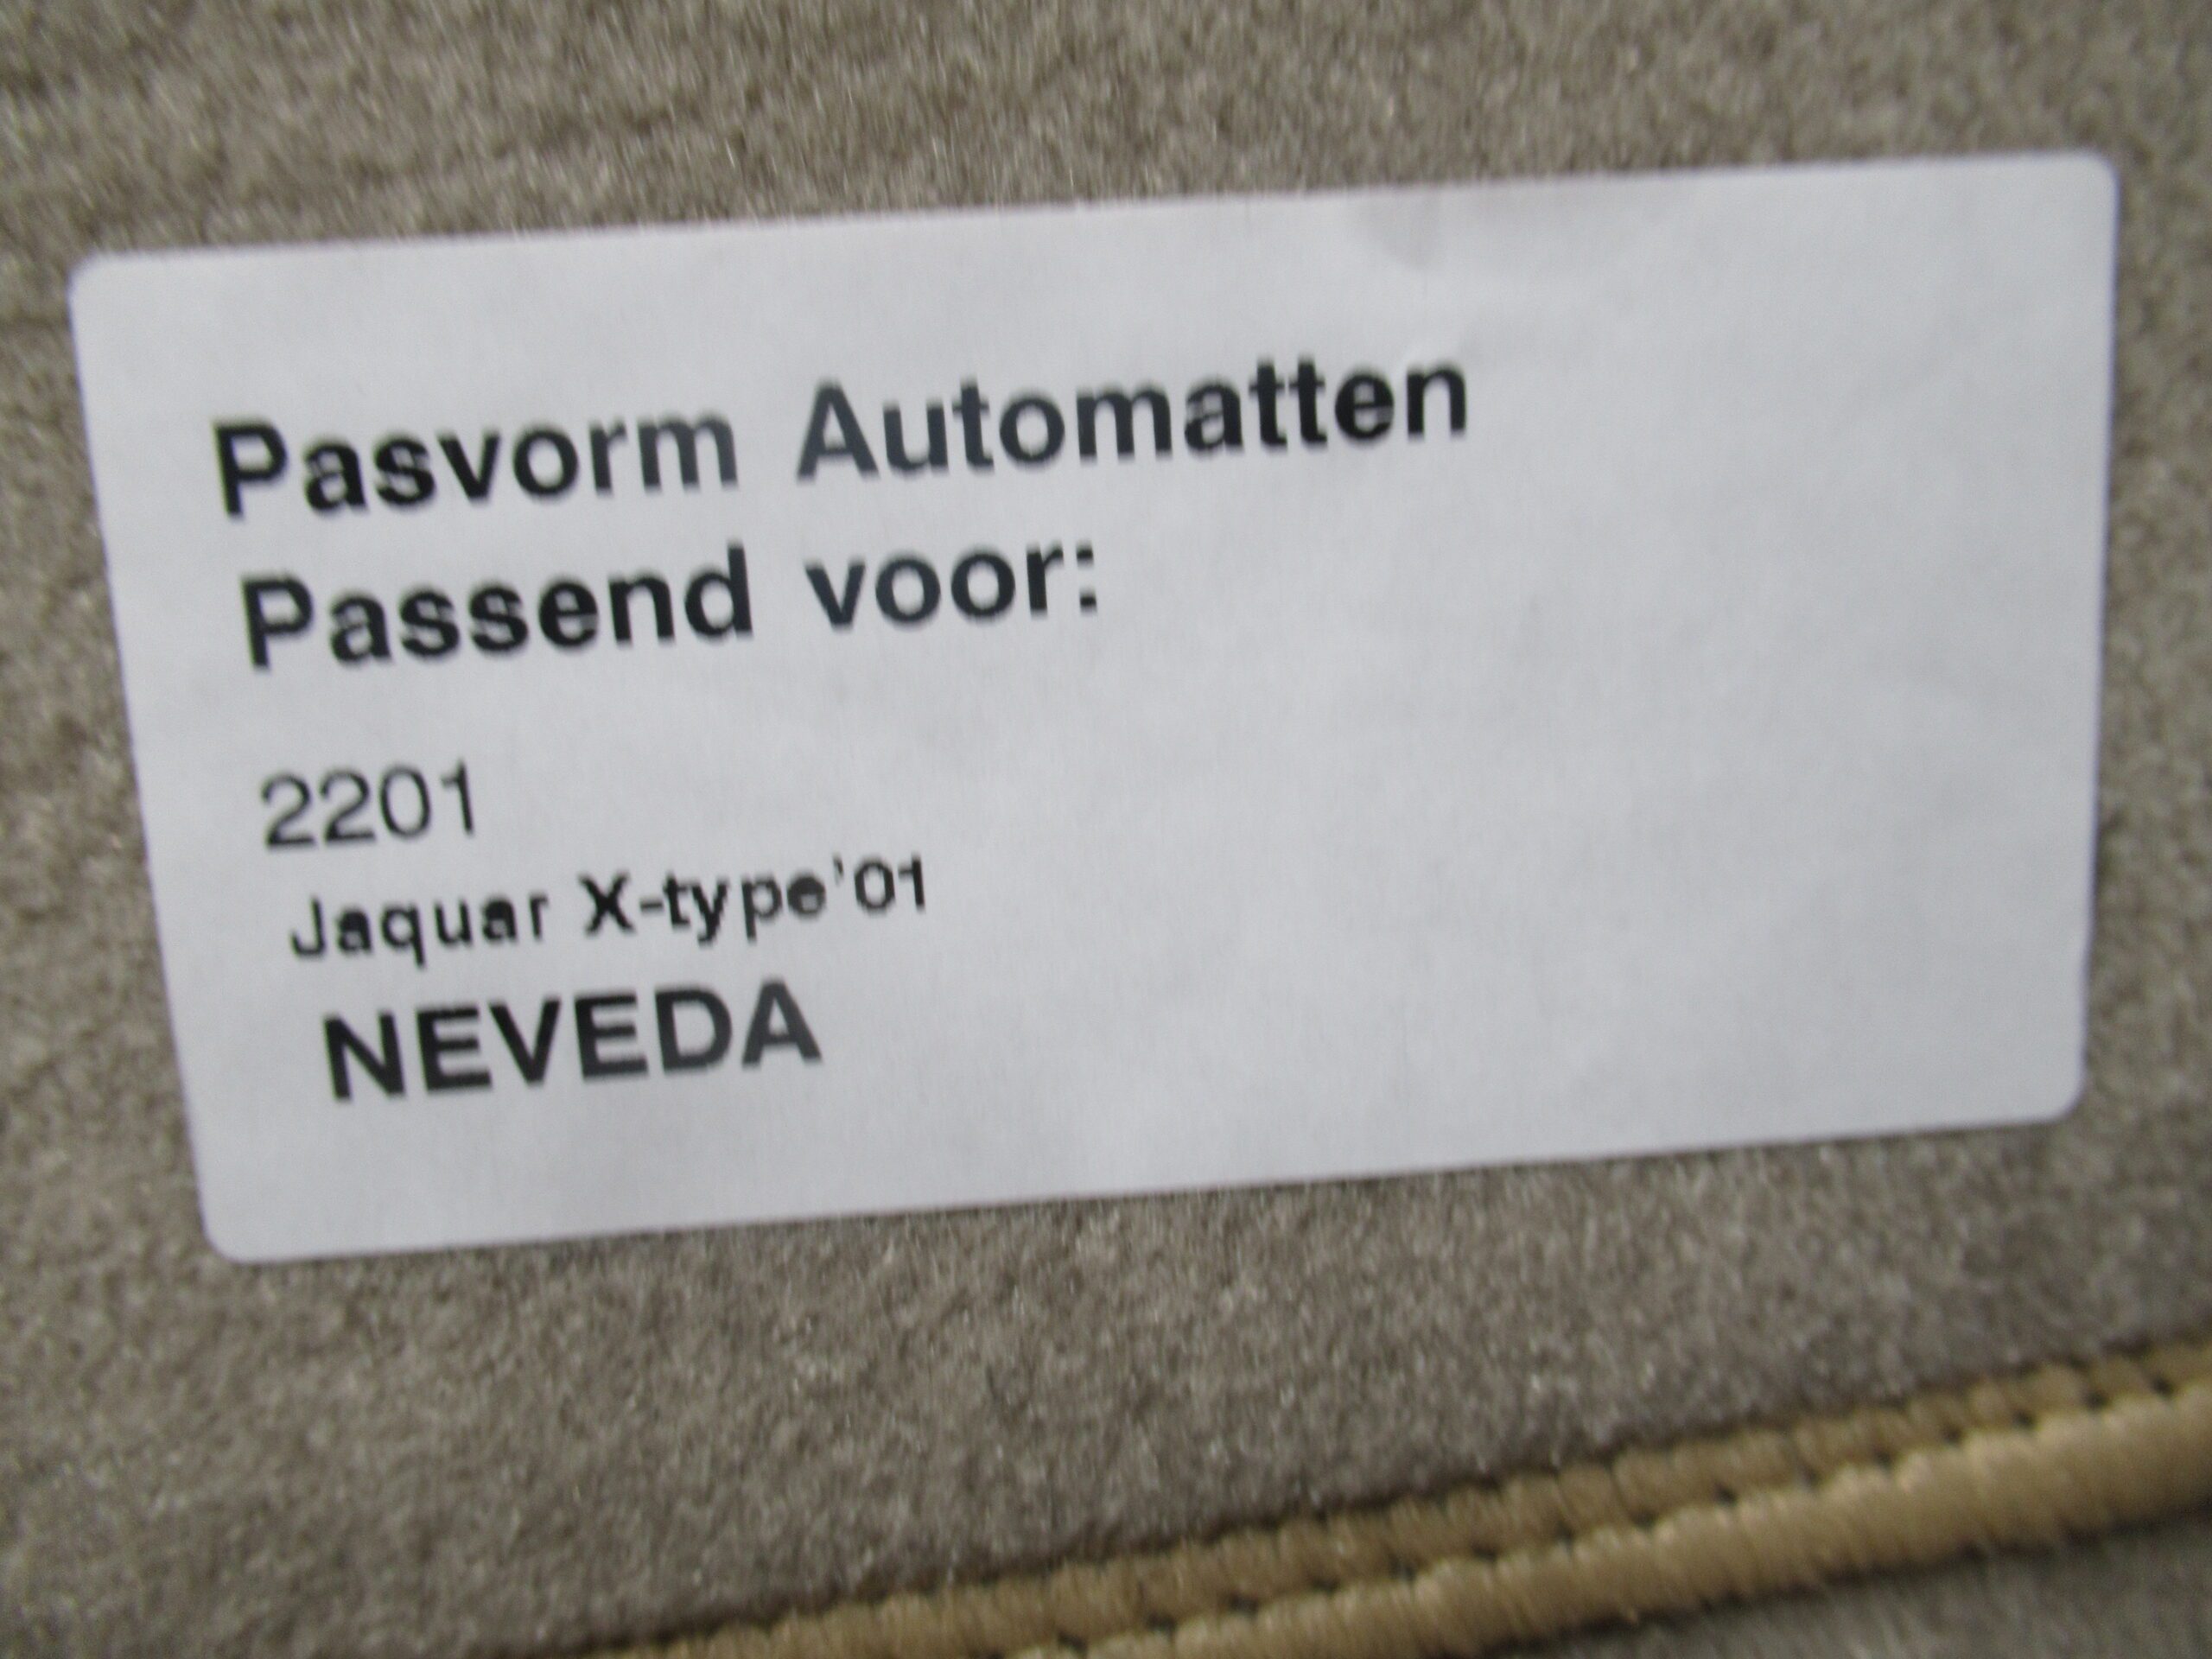 Pasvorm Automatten
Passend voor:
2201
Jaquar X-type'01
NEVEDA